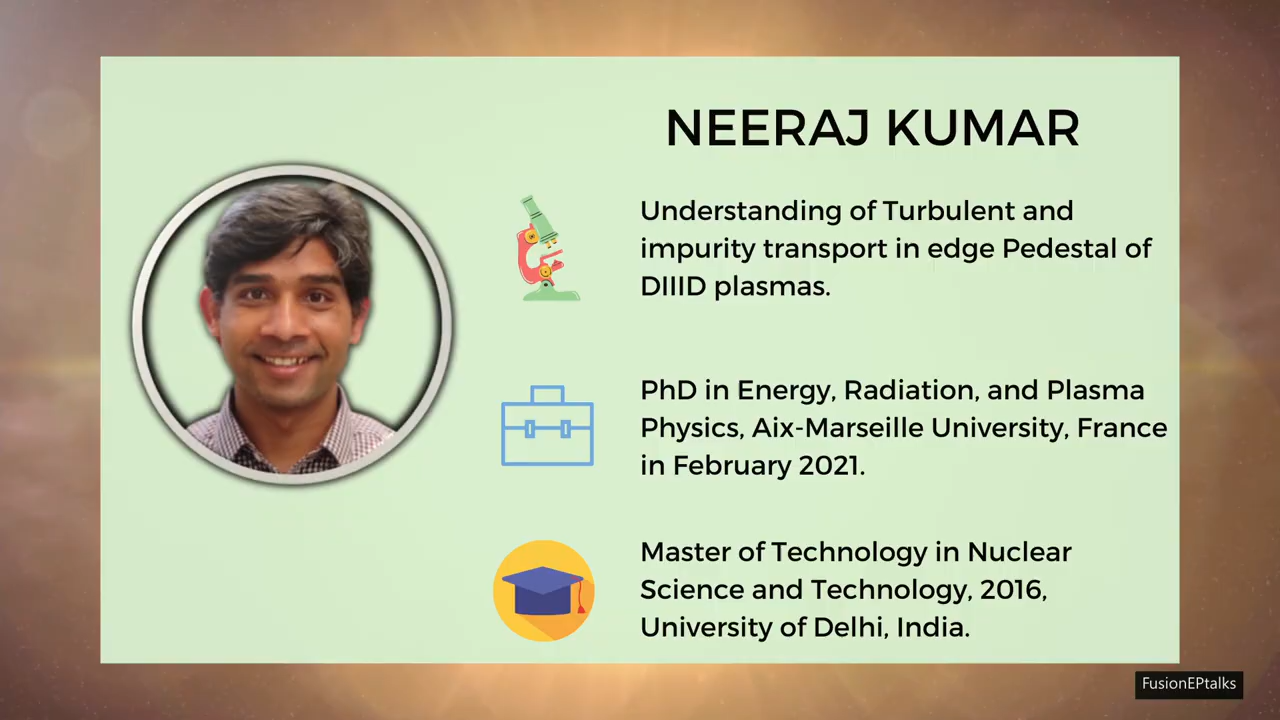 NEERAJ KUMAR
Understanding of Turbulent and
impurity transport in edge Pedestal of
DIIID plasmas.
PhD in Energy, Radiation, and Plasma
Physics, Aix-Marseille University, France
in February 2021.
Master of Technology in Nuclear
Science and Technology, 2016,
University of Delhi, India.
FusionEPtalks